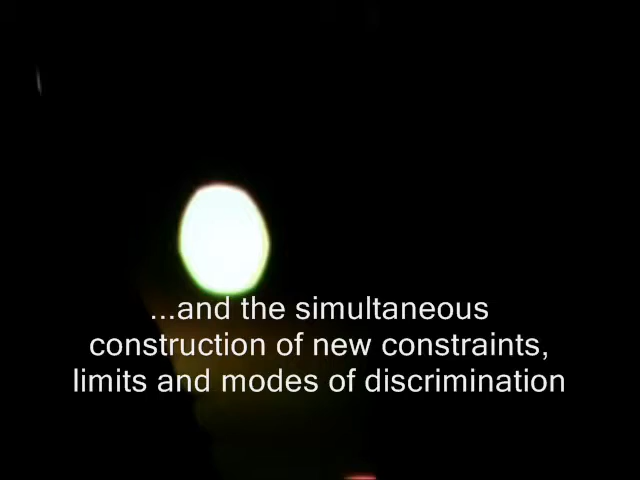 ...and the simultaneous
construction of new constraints,
limits and modes of discrimination